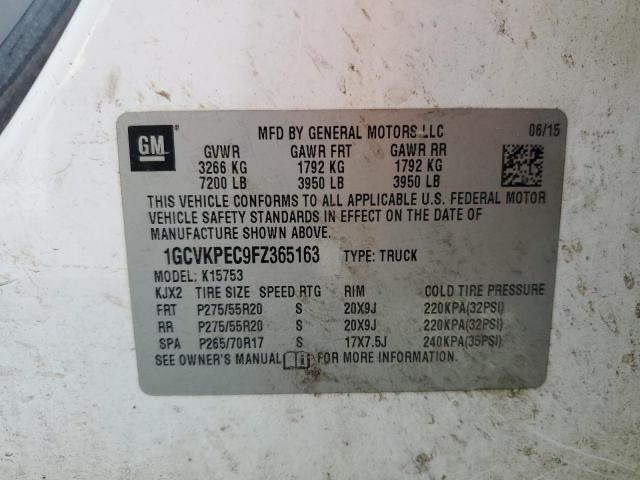 GM
MFD BY GENERAL MOTORS LLC 06/15
GVWR GAWR FRT GAWR RR
3266 KG 1792 KG 1792 KG
7200 LB 3950 LB 3950 LB
THIS VEHICLE CONFORMS TO ALL APPLICABLE U.S. FEDERAL MOTOR
VEHICLE SAFETY STANDARDS IN EFFECT ON THE DATE OF
MANUFACTURE SHOWN ABOVE.
1GCVKPEC9FZ365163 TYPE: TRUCK
MODEL: K15753
KJX2 TIRE SIZE SPEED RTG RIM COLD TIRE PRESSURE
FRT P275/55R20 S 20X9J 220KPA(32PSI)
RR P275/55R20 S 20X9J 220KPA(32PSI)
SPA P265/70R17 S 17X7.5J 240KPA(35PSI)
SEE OWNER'S MANUAL FOR MORE INFORMATION.